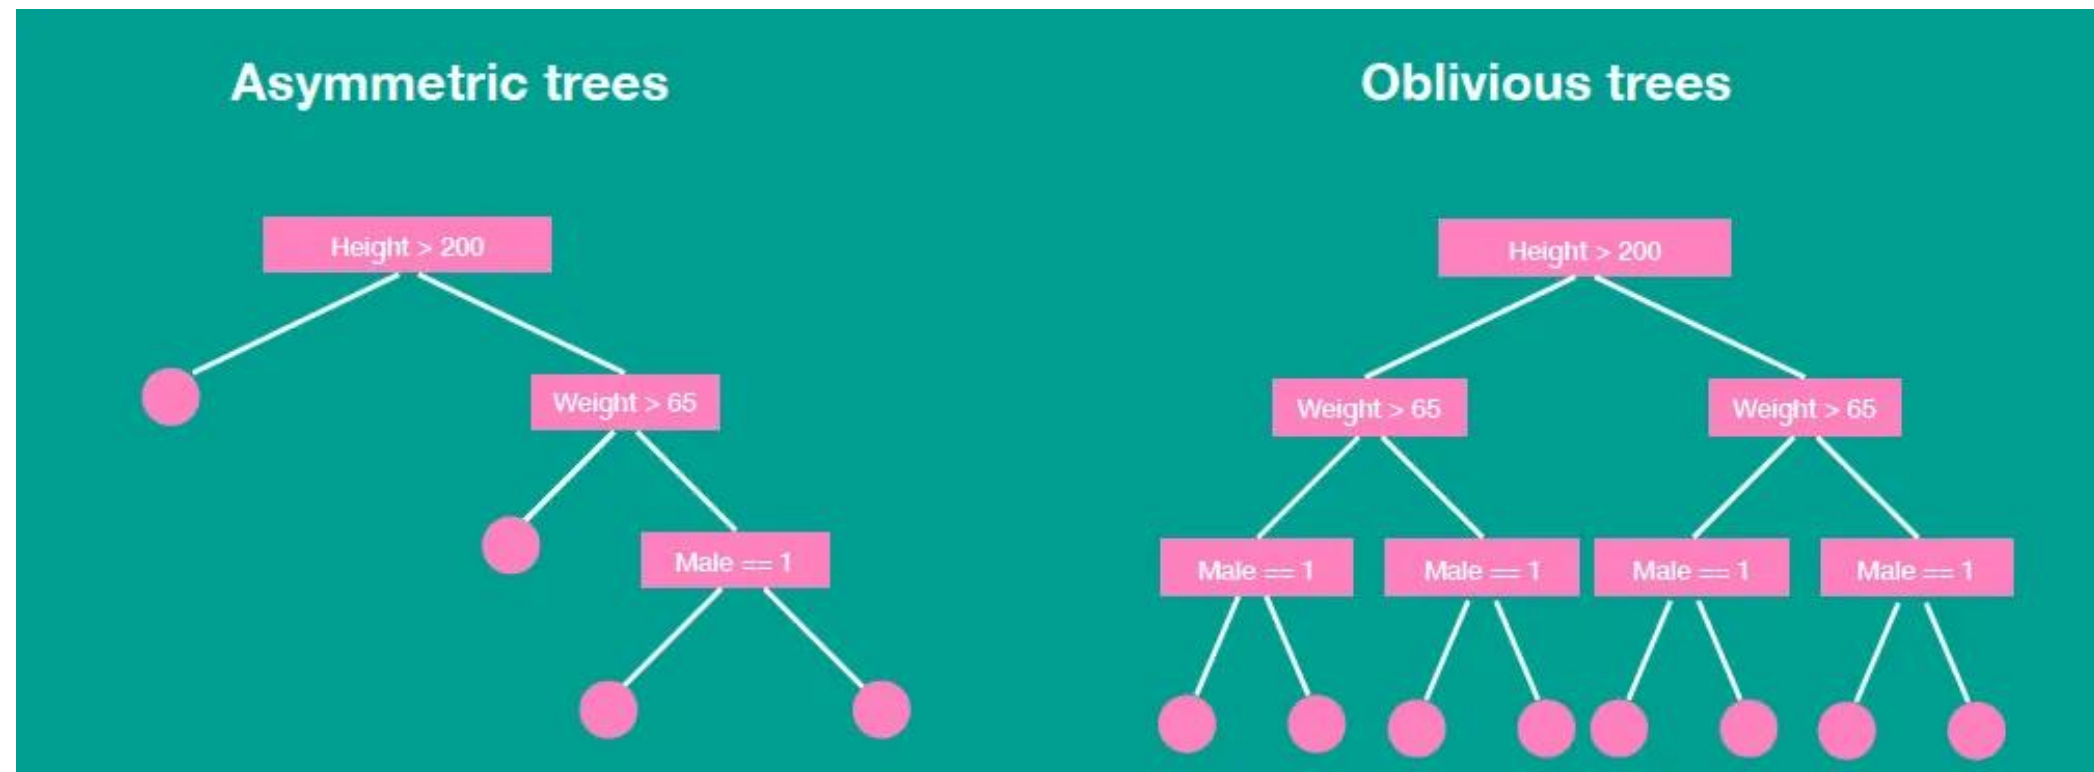 Asymmetric trees
Oblivious trees
Height > 200
Height > 200
Weight > 65
Weight > 65
Weight > 65
Male == 1
Male == 1
Male == 1
Male == 1
Male == 1